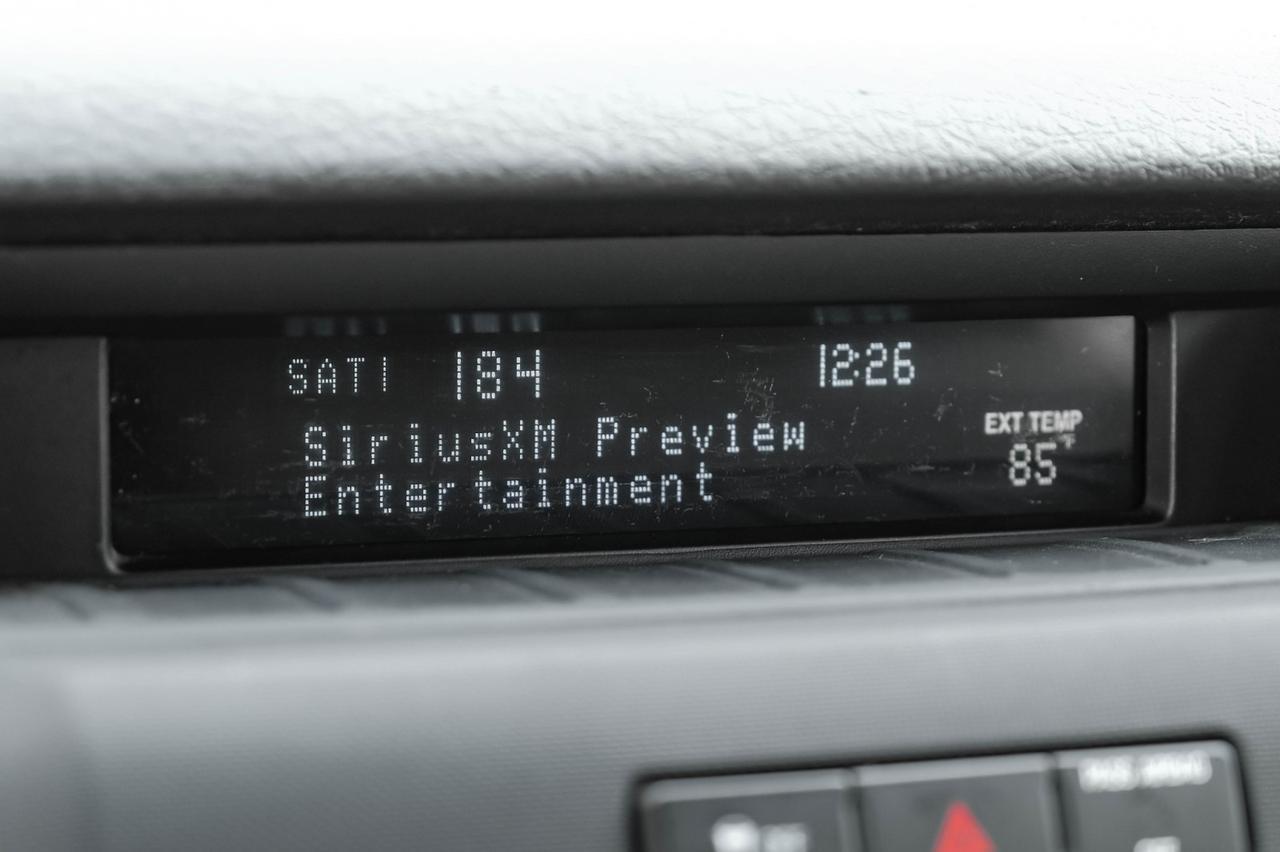 SAT1 184 12:26
SiriusXM Preview
Entertainment
EXT TEMP
85°F